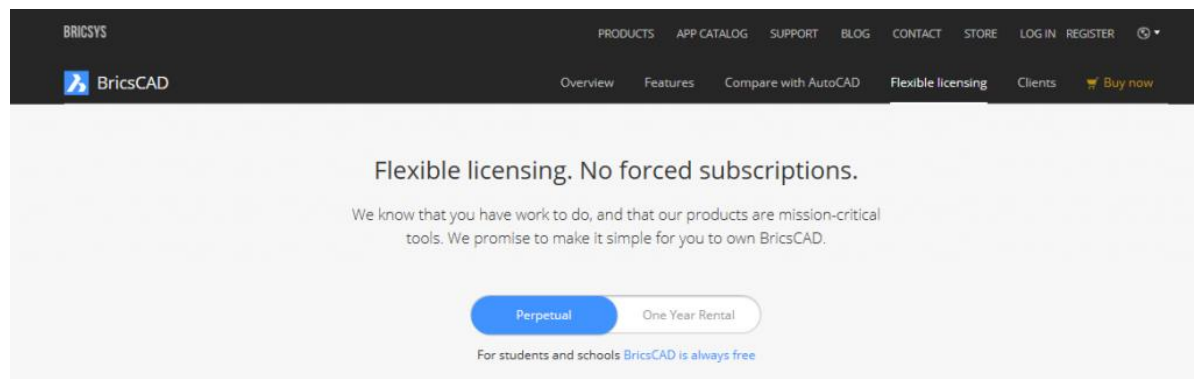 BRICSYS PRODUCTS APP CATALOG SUPPORT BLOG CONTACT STORE LOG IN REGISTER
BricsCAD Overview Features Compare with AutoCAD Flexible licensing Clients Buy now
Flexible licensing. No forced subscriptions.
We know that you have work to do, and that our products are mission-critical
tools. We promise to make it simple for you to own BricsCAD.
Perpetual One Year Rental
For students and schools BricsCAD is always free